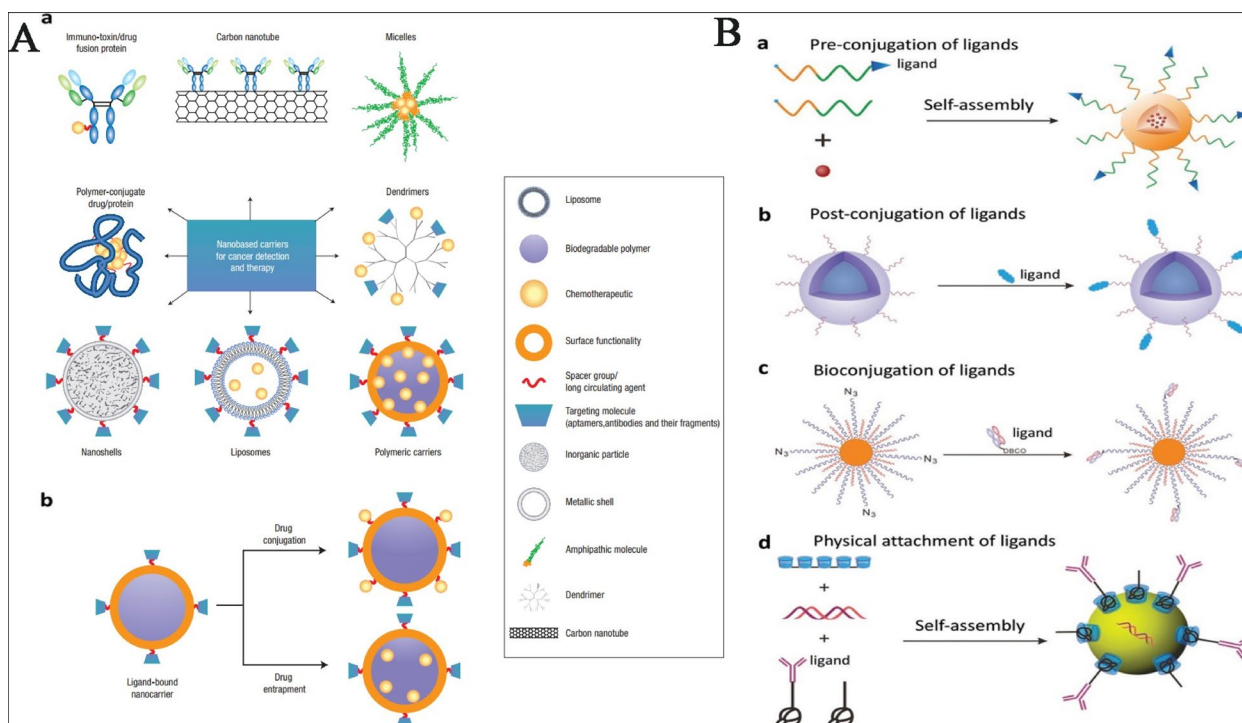 A
a
Immuno-toxin/drug
fusion protein
Carbon nanotube
Micelles
Polymer-conjugate
drug/protein
Nanobased carriers
for cancer detection
and therapy
Dendrimers
Nanoshells
Liposomes
Polymeric carriers
b
Ligand-bound
nanocarrier
Drug
conjugation
Drug
entrapment
Liposome
Biodegradable polymer
Chemotherapeutic
Surface functionality
Spacer group/
long circulating agent
Targeting molecule
(aptamers,antibodies and their fragments)
Inorganic particle
Metallic shell
Amphipathic molecule
Dendrimer
Carbon nanotube
B
a Pre-conjugation of ligands
ligand
Self-assembly
+
b Post-conjugation of ligands
ligand
c Bioconjugation of ligands
N3
N3
N3
N3
ligand
DBCO
d Physical attachment of ligands
+
+
ligand
Self-assembly